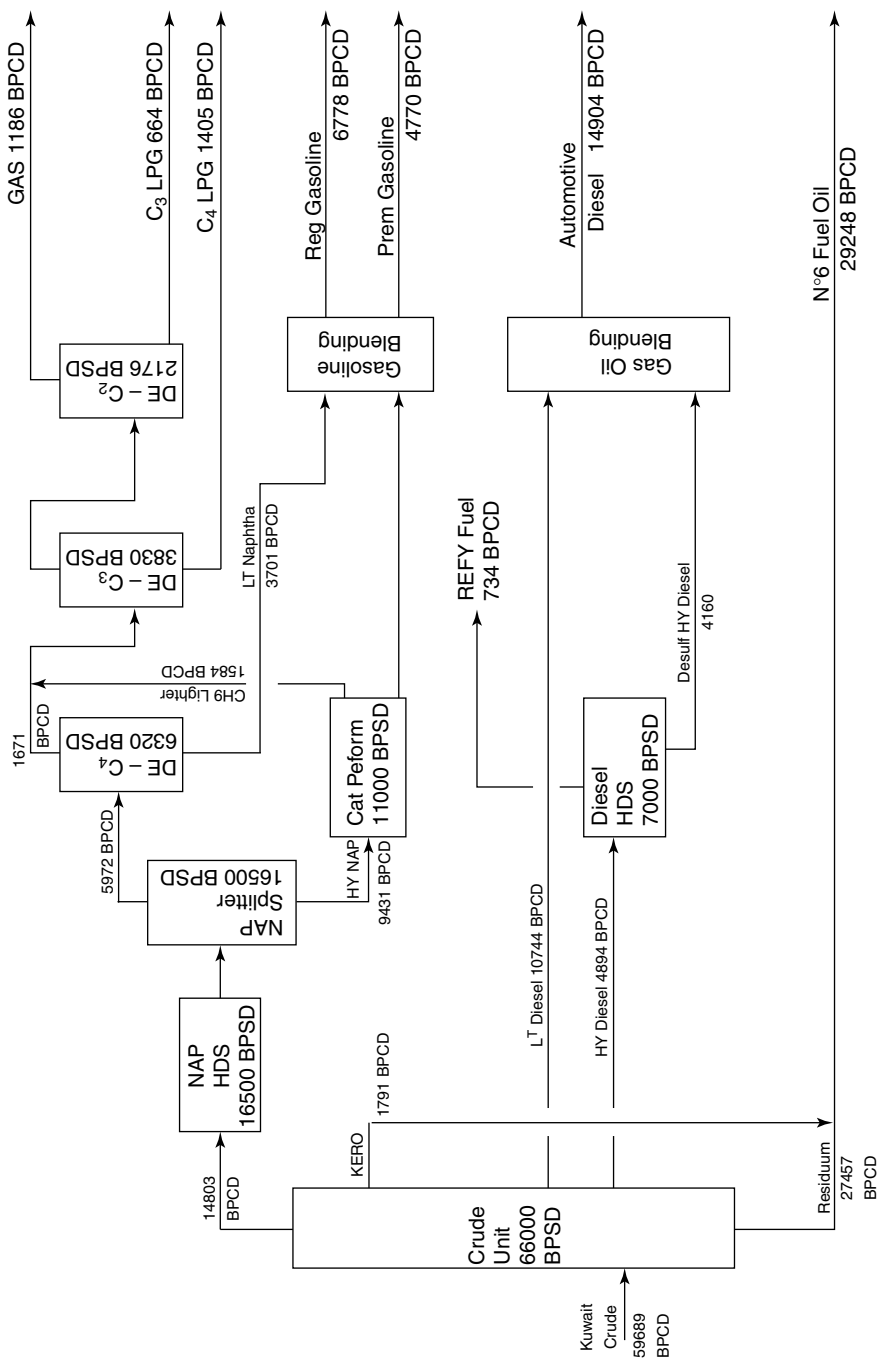 GAS 1186 BPCD
C₃ LPG 664 BPCD
C₄ LPG 1405 BPCD
Reg Gasoline
6778 BPCD
Prem Gasoline
4770 BPCD
Automotive
Diesel 14904 BPCD
N°6 Fuel Oil
29248 BPCD
DE – C₂
2176 BPSD
DE – C₃
3830 BPSD
DE – C₄
6320 BPSD
1671
BPCD
CH9 Lighter
1584 BPCD
LT Naphtha
3701 BPCD
Gasoline
Blending
Gas Oil
Blending
REFY Fuel
734 BPCD
Desulf HY Diesel
4160
Cat Peform
11000 BPSD
Diesel
HDS
7000 BPSD
5972 BPCD
NAP
Splitter
16500 BPSD
HY NAP
9431 BPCD
NAP
HDS
16500 BPSD
14803
BPCD
KERO
1791 BPCD
Lᵀ Diesel 10744 BPCD
HY Diesel 4894 BPCD
Crude
Unit
66000
BPSD
Residuum
27457
BPCD
Kuwait
Crude
59689
BPCD